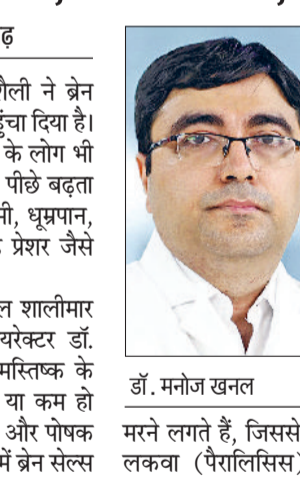 ढ़
शैली ने ब्रेन
हुंचा दिया है।
के लोग भी
पीछे बढ़ता
मी, धूम्रपान,
प्रेशर जैसे
ल शालीमार
यरेक्टर डॉ.
मस्तिष्क के
या कम हो
और पोषक
में ब्रेन सेल्स
डॉ. मनोज खनल
मरने लगते हैं, जिससे
लकवा (पैरालिसिस)